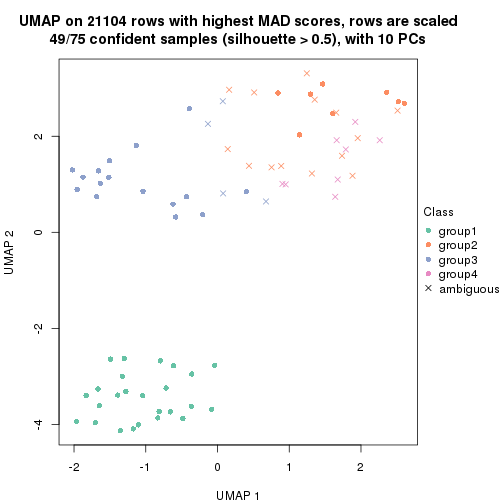 UMAP on 21104 rows with highest MAD scores, rows are scaled
49/75 confident samples (silhouette > 0.5), with 10 PCs
UMAP 2
2
0
-2
-4
-2
-1
0
1
2
UMAP 1
Class
group1
group2
group3
group4
ambiguous